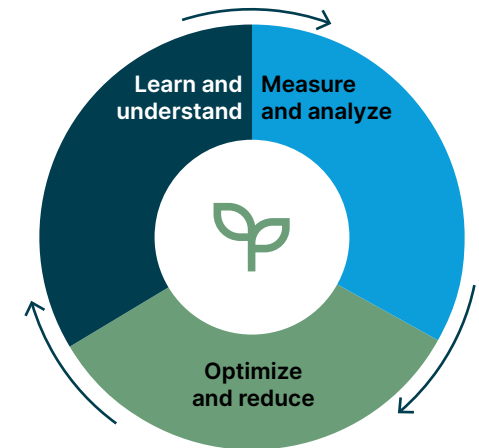 Learn and
understand
Measure
and analyze
Optimize
and reduce